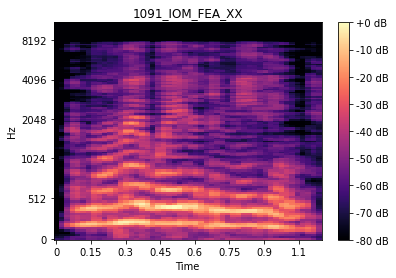 1091_IOM_FEA_XX
8192
4096
2048
1024
512
0
Hz
0 0.15 0.3 0.45 0.6 0.75 0.9 1.1
Time
+0 dB
-10 dB
-20 dB
-30 dB
-40 dB
-50 dB
-60 dB
-70 dB
-80 dB